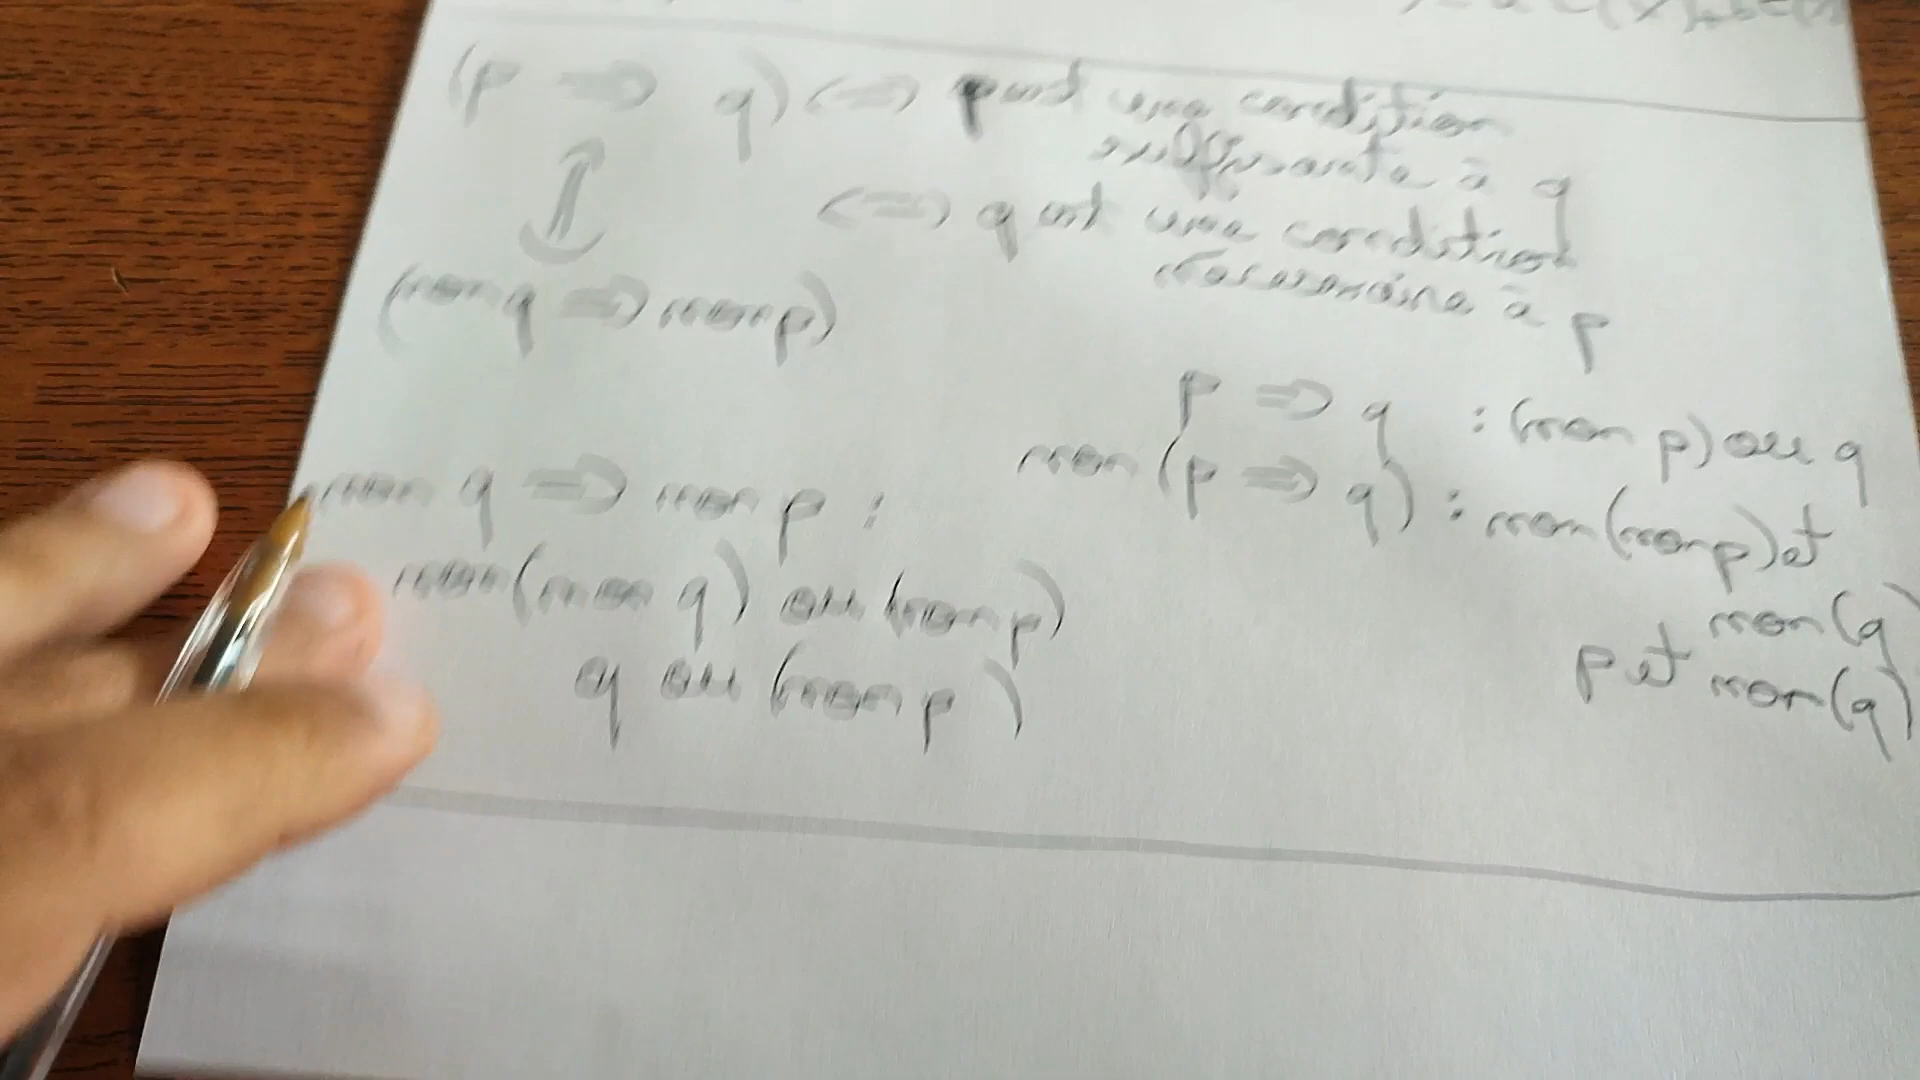 (p => q) <=> p est une condition
suffisante à q
<=> q est une condition
nécessaire à p
(non q => non p)
p => q : (non p) ou q
non (p => q) : non(non p) et
non(q)
p et non(q)
non q => non p :
non(non q) ou (non p)
q ou (non p)